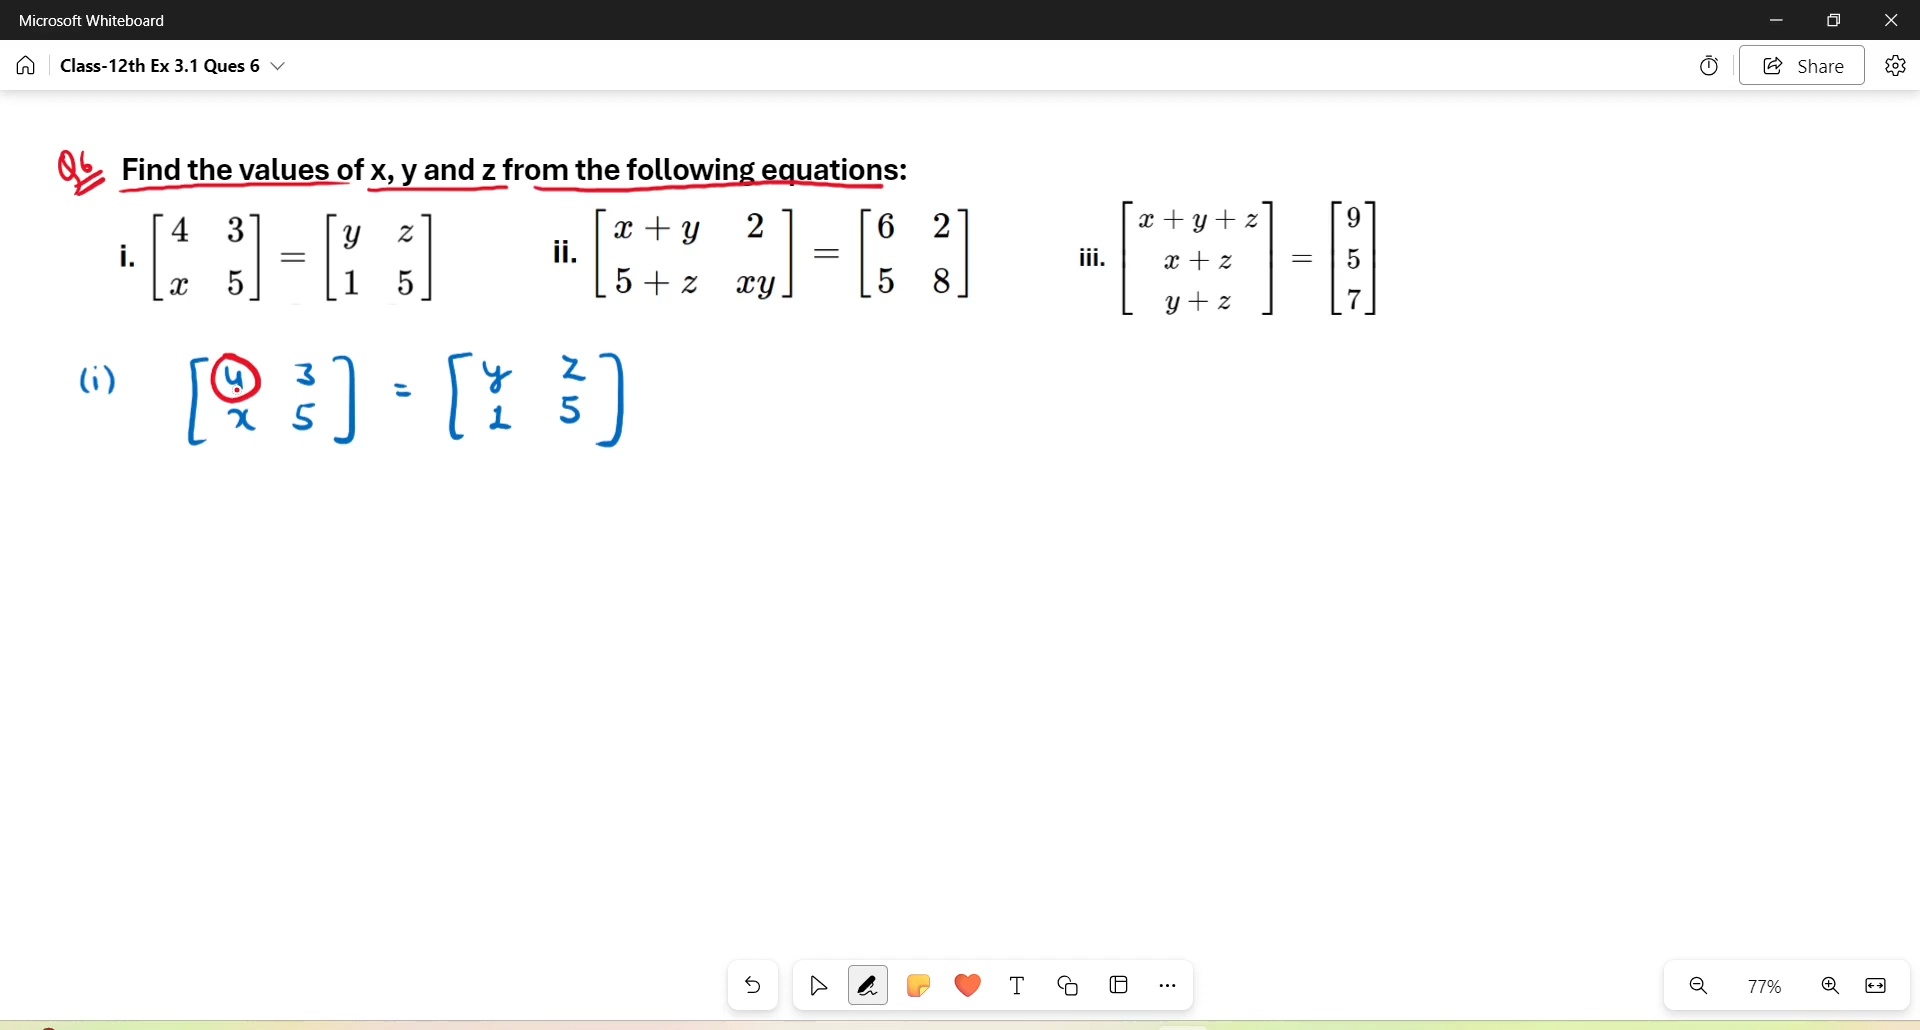 Microsoft Whiteboard
Class-12th Ex 3.1 Ques 6
Share
Q6 Find the values of x, y and z from the following equations:
i. [4 3] = [y z] ii. [x + y 2] = [6 2] iii. [x + y + z] = [9]
[x 5] [1 5] [5 + z xy] [5 8] [x + z] [5]
[y + z] [7]
(i) [4 3] = [y z]
[x 5] [1 5]
T
77%